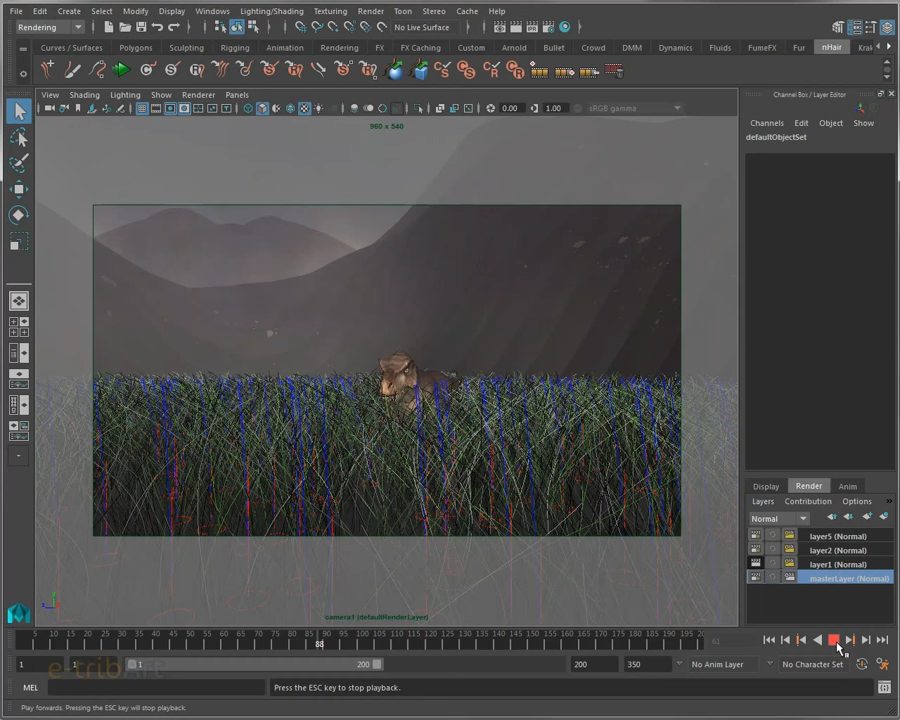 File Edit Select Modify Display Windows Lighting/Shading Texturing Render Toon Stereo Cache Help
Rendering No Live Surface
Curves / Surfaces Polygons Sculpting Rigging Animation Rendering FX FX Caching Custom Arnold Bullet Crowd DMM Dynamics Fluids FumeFX Fur nHair Kral
View Shading Lighting Show Renderer Panels
0.00 1.00 sRGB gamma
960 x 540
Channel Box / Layer Editor
Channels Edit Object Show
defaultObjectSet
camera1 (defaultRenderLayer)
Display Render Anim
Layers Contribution Options
Normal
layer5 (Normal)
layer2 (Normal)
layer1 (Normal)
masterLayer (Normal)
5 10 15 20 25 30 35 40 45 50 55 60 65 70 75 80 85 90 95 100 105 110 115 120 125 130 135 140 145 150 155 160 165 170 175 180 185 190 195 20
88
61
1 1 1 200 200 350 No Anim Layer No Character Set
e-tribArt
MEL Press the ESC key to stop playback.
Play forwards. Pressing the ESC key will stop playback.